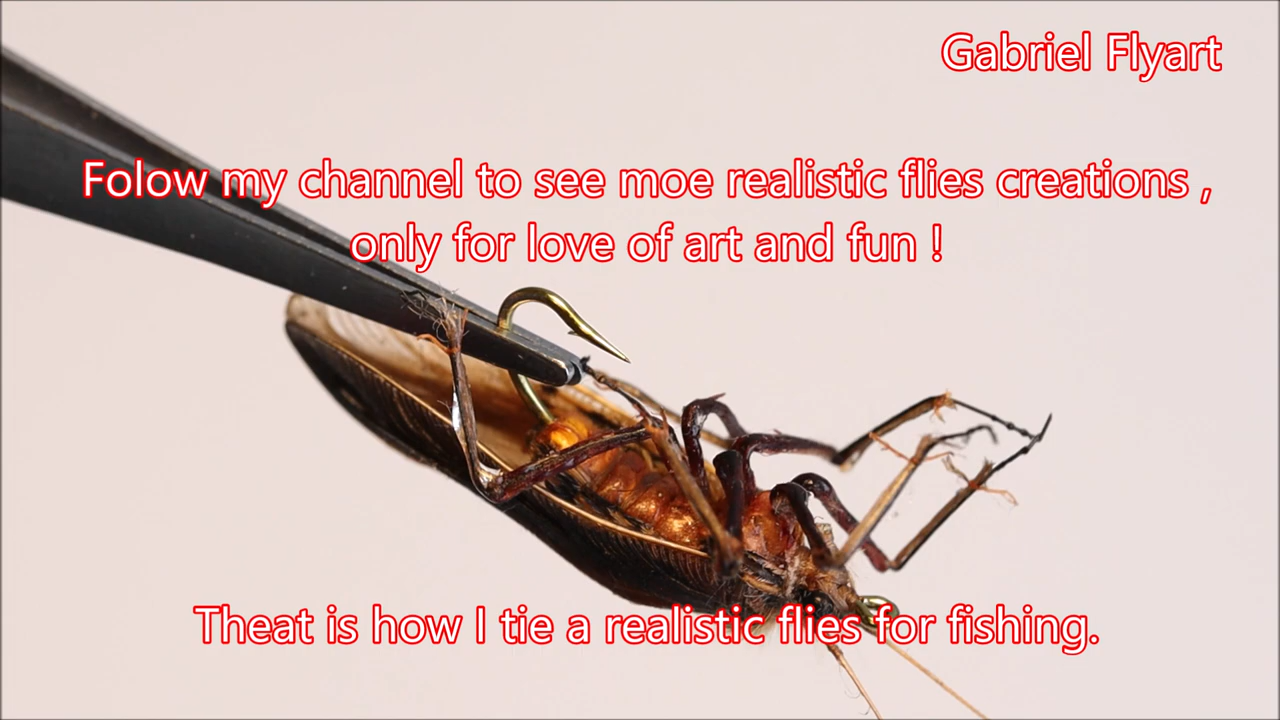 Gabriel Flyart
Folow my channel to see moe realistic flies creations ,
only for love of art and fun !
Theat is how I tie a realistic flies for fishing.